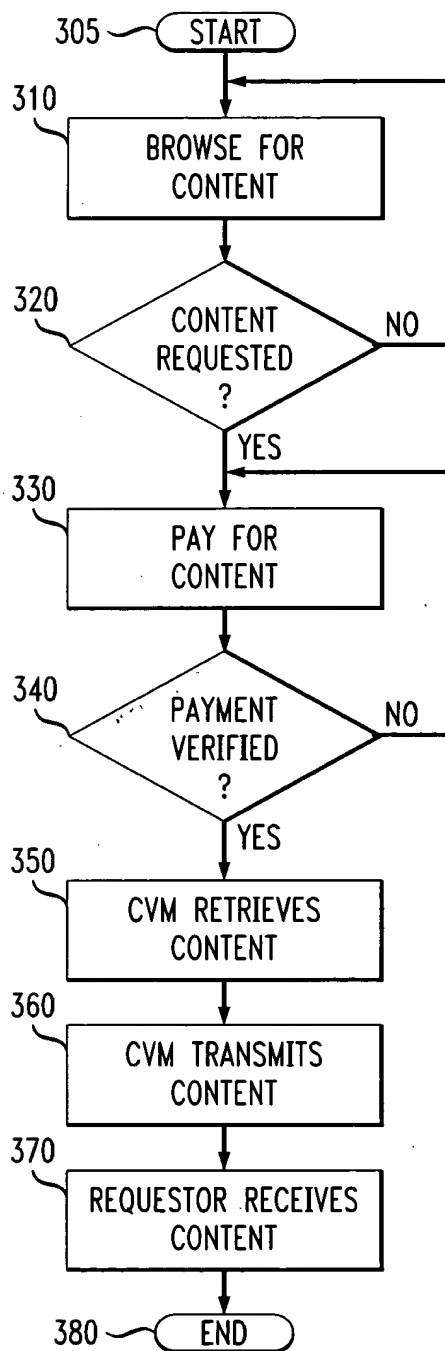 305 START
310
BROWSE FOR
CONTENT
320
CONTENT
REQUESTED
?
NO
YES
330
PAY FOR
CONTENT
340
PAYMENT
VERIFIED
?
NO
YES
350
CVM RETRIEVES
CONTENT
360
CVM TRANSMITS
CONTENT
370
REQUESTOR RECEIVES
CONTENT
380 END